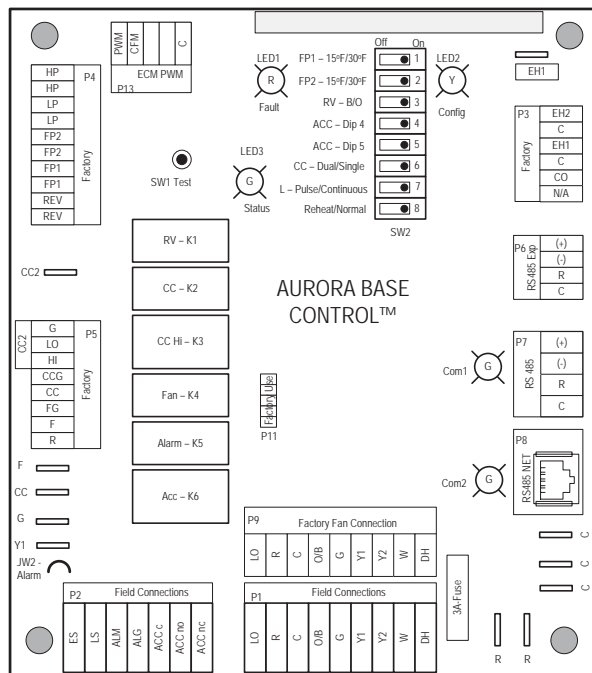 PWM
CFM
C
ECM PWM
P13
LED1
R
Fault
Off On
FP1 – 15ºF/30ºF 1
FP2 – 15ºF/30ºF 2
RV – B/O 3
ACC – Dip 4 4
ACC – Dip 5 5
CC – Dual/Single 6
L – Pulse/Continuous 7
Reheat/Normal 8
SW2
LED2
Y
Config
EH1
P4
HP
HP
LP
LP
FP2
FP2
FP1
FP1
REV
REV
Factory
SW1 Test
LED3
G
Status
P3
Factory
EH2
C
EH1
C
CO
N/A
P6
RS485 Exp
(+)
(-)
R
C
CC2
RV – K1
CC – K2
CC Hi – K3
Fan – K4
Alarm – K5
Acc – K6
AURORA BASE
CONTROL™
CC2
P5
G
LO
HI
CCG
CC
FG
F
R
Factory
Factory Use
P11
Com1
G
P7
RS 485
(+)
(-)
R
C
Com2
G
P8
RS485 NET
F
CC
G
Y1
JW2 -
Alarm
P9
Factory Fan Connection
LO R C O/B G Y1 Y2 W DH
C
C
C
P2
Field Connections
ES LS ALM ALG ACC c ACC no ACC nc
P1
Field Connections
LO R C O/B G Y1 Y2 W DH
3A-Fuse
R R